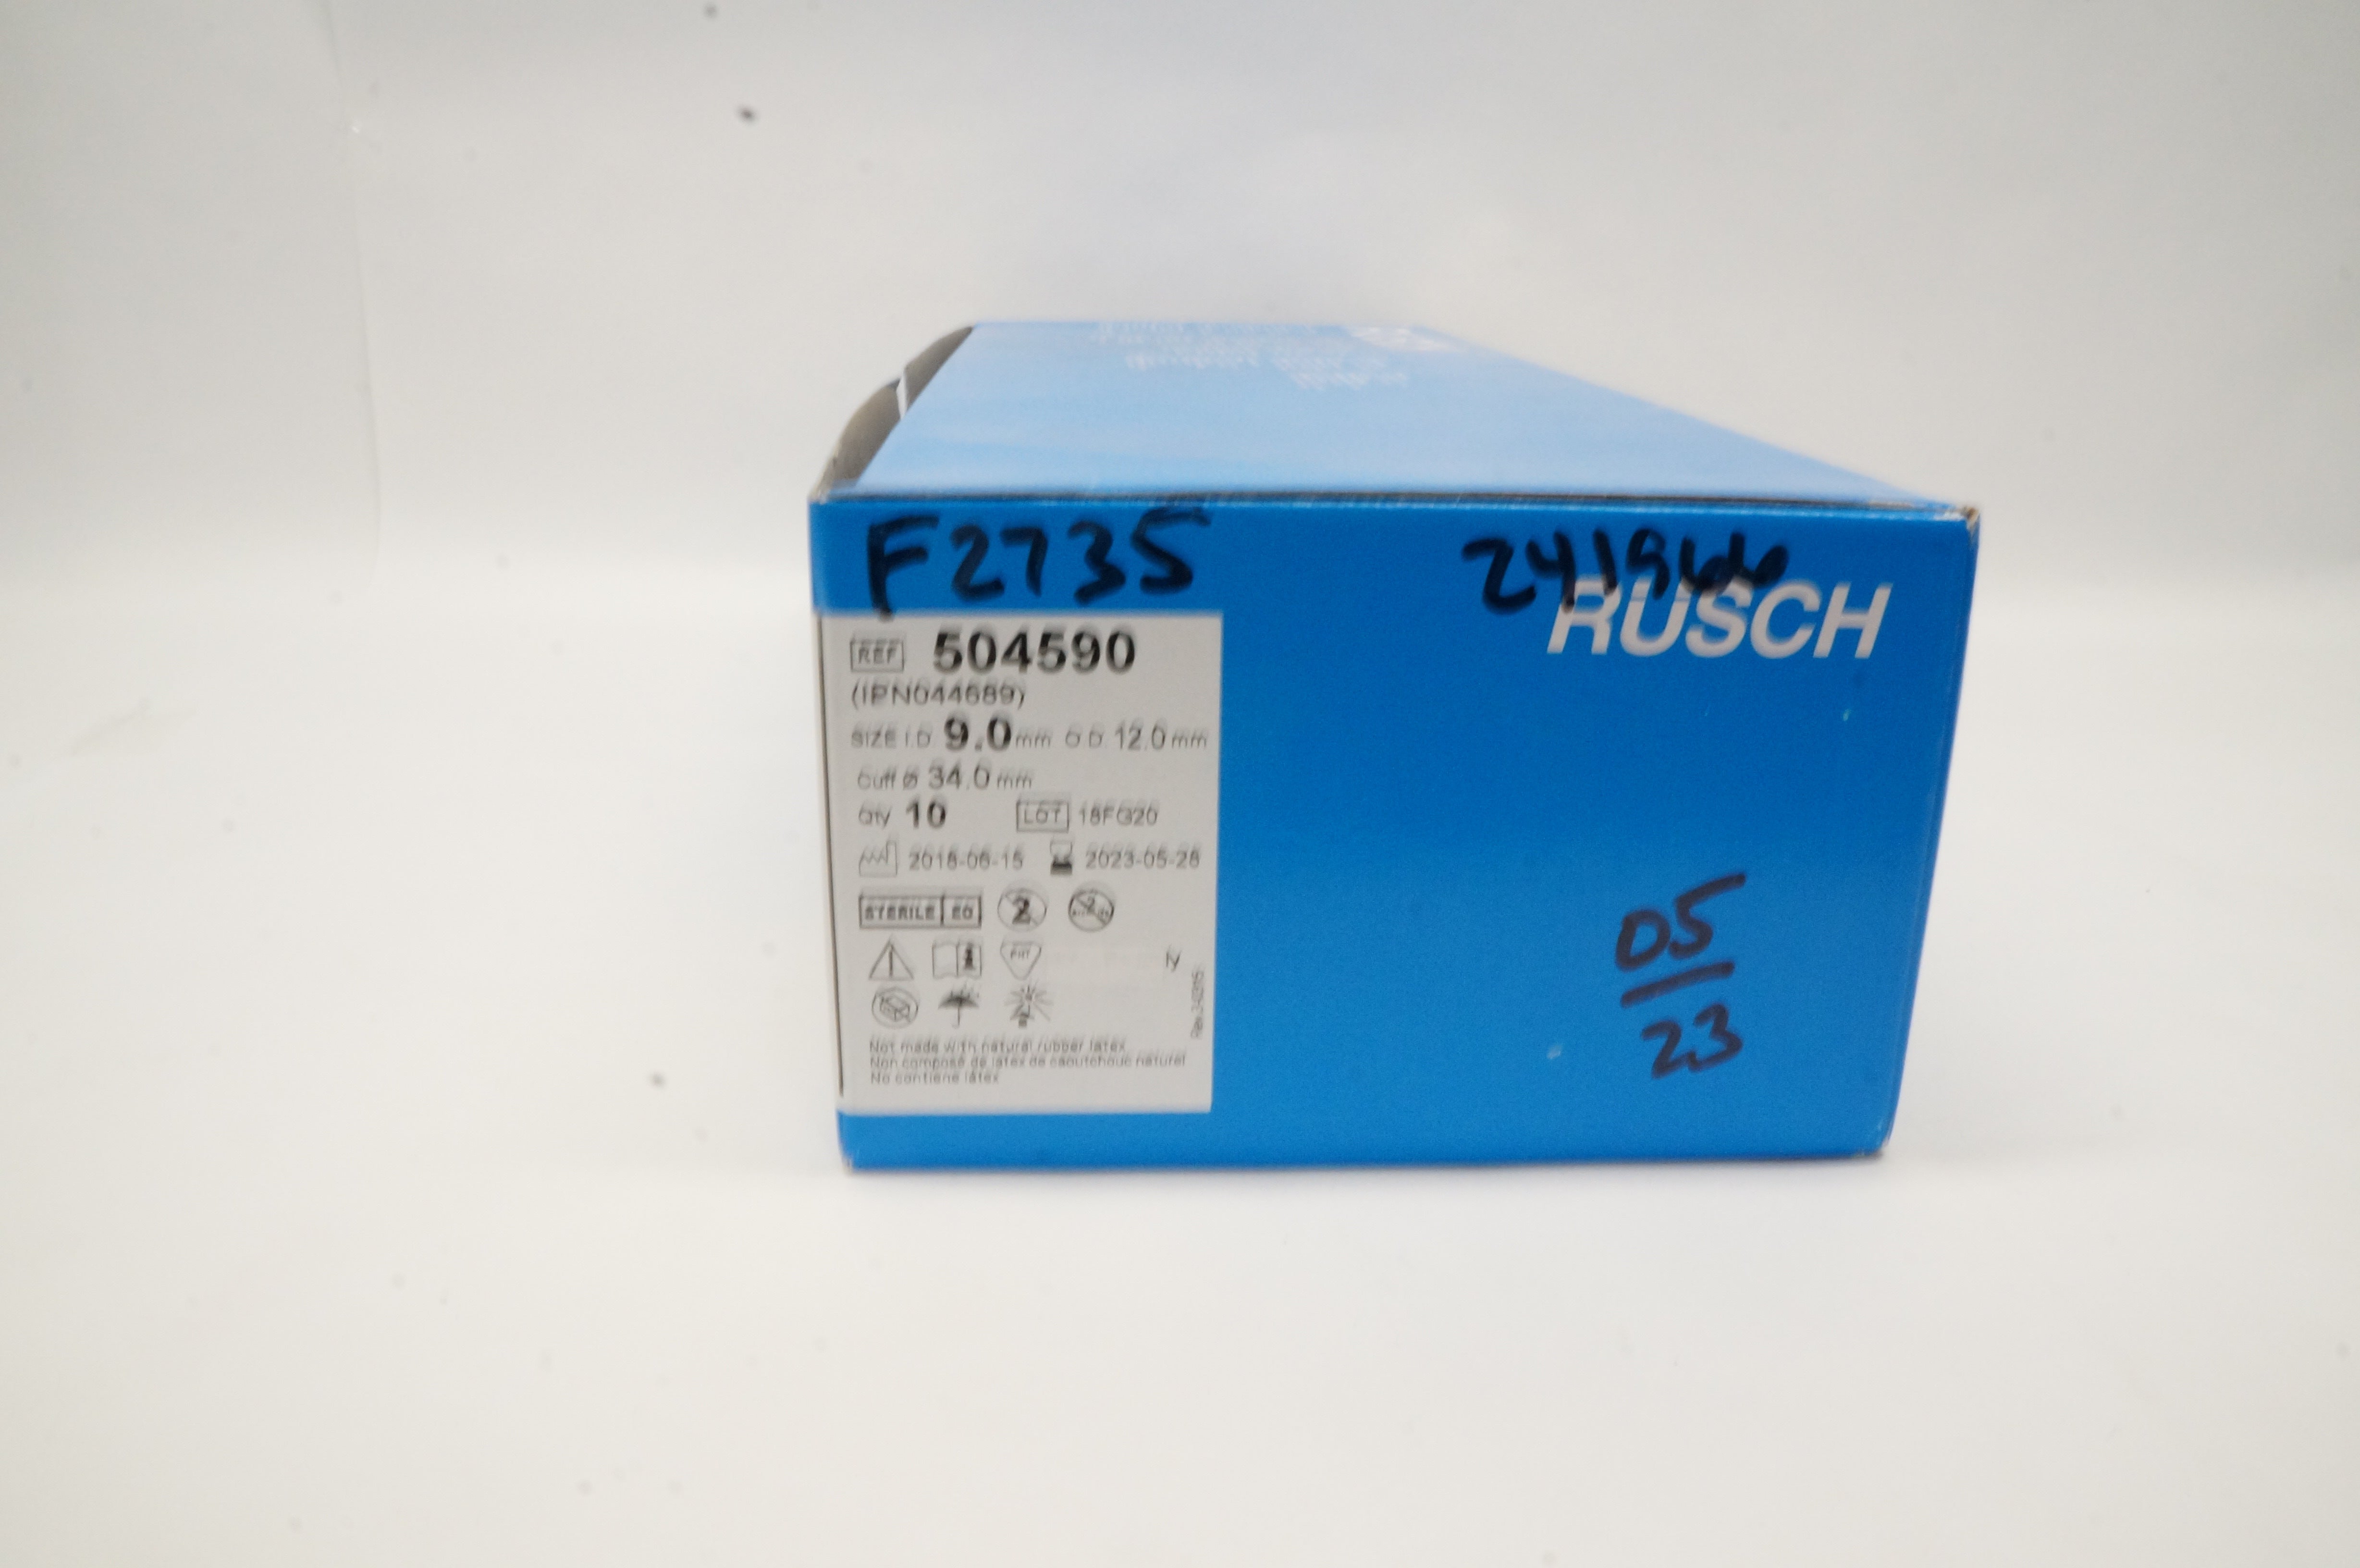 F2735
241966
RUSCH
REF 504590
(IPN044689)
SIZE I.D 9.0 mm O.D. 12.0 mm
Cuff Ø 34.0 mm
Qty 10 LOT 18FG20
2018-06-15 2023-05-28
STERILE EO 2
PHT
Not made with natural rubber latex
Non composé de latex de caoutchouc naturel
No contiene látex
05
23